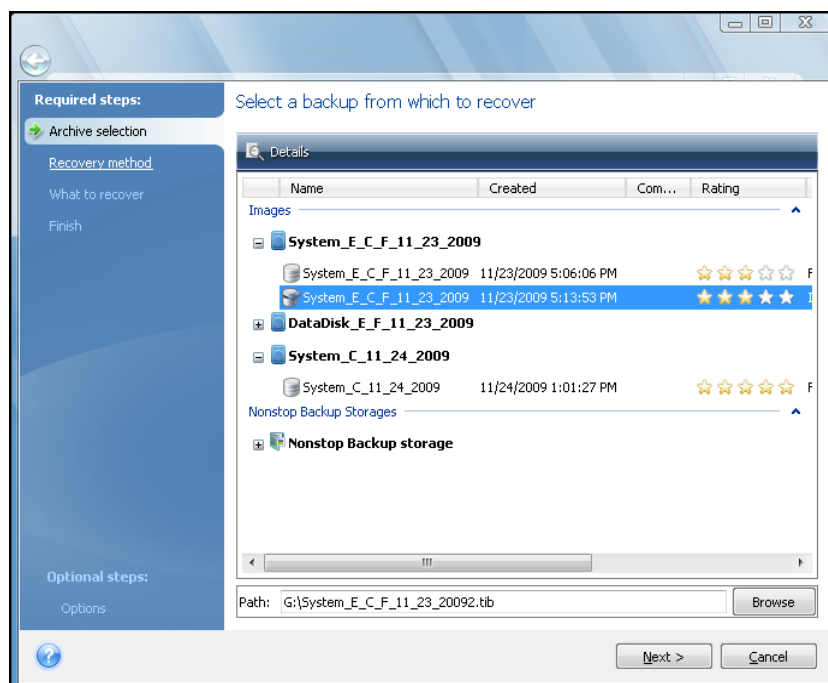 Required steps:
Archive selection
Recovery method
What to recover
Finish
Optional steps:
Options
Select a backup from which to recover
Details
Name Created Com... Rating
Images
System_E_C_F_11_23_2009
System_E_C_F_11_23_2009 11/23/2009 5:06:06 PM F
System_E_C_F_11_23_2009 11/23/2009 5:13:53 PM I
DataDisk_E_F_11_23_2009
System_C_11_24_2009
System_C_11_24_2009 11/24/2009 1:01:27 PM F
Nonstop Backup Storages
Nonstop Backup storage
Path: G:\System_E_C_F_11_23_20092.tib Browse
Next > Cancel